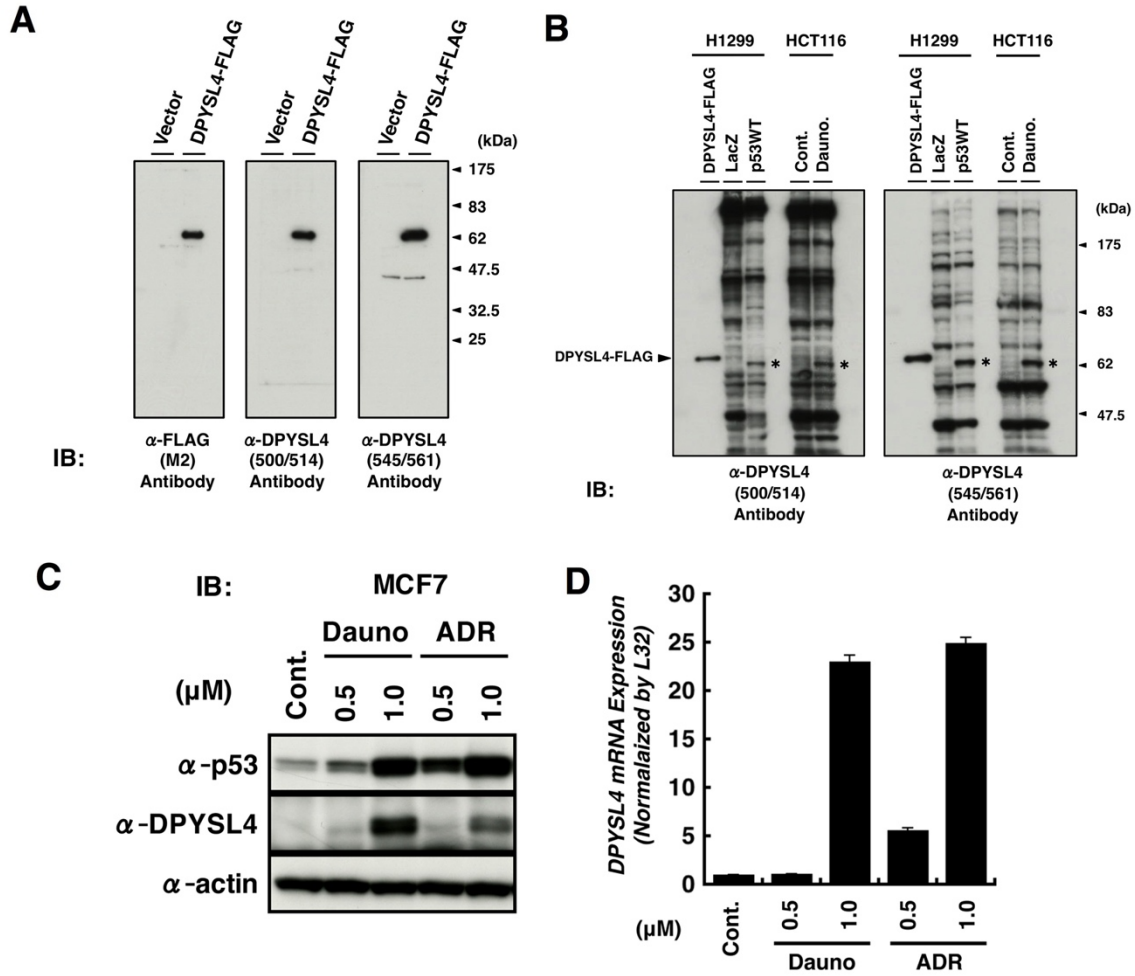 A
Vector
DPYSL4-FLAG
Vector
DPYSL4-FLAG
Vector
DPYSL4-FLAG
(kDa)
175
83
62
47.5
32.5
25
IB:
α-FLAG
(M2)
Antibody
α-DPYSL4
(500/514)
Antibody
α-DPYSL4
(545/561)
Antibody
B
H1299
HCT116
H1299
HCT116
DPYSL4-FLAG
LacZ
p53WT
Cont.
Dauno.
DPYSL4-FLAG
LacZ
p53WT
Cont.
Dauno.
(kDa)
175
83
62
47.5
DPYSL4-FLAG
*
*
*
*
IB:
α-DPYSL4
(500/514)
Antibody
α-DPYSL4
(545/561)
Antibody
C
IB:
MCF7
Dauno
ADR
(μM)
Cont.
0.5
1.0
0.5
1.0
α-p53
α-DPYSL4
α-actin
D
DPYSL4 mRNA Expression
(Normalaized by L32)
30
25
20
15
10
5
0
(μM)
Cont.
0.5
1.0
0.5
1.0
Dauno
ADR